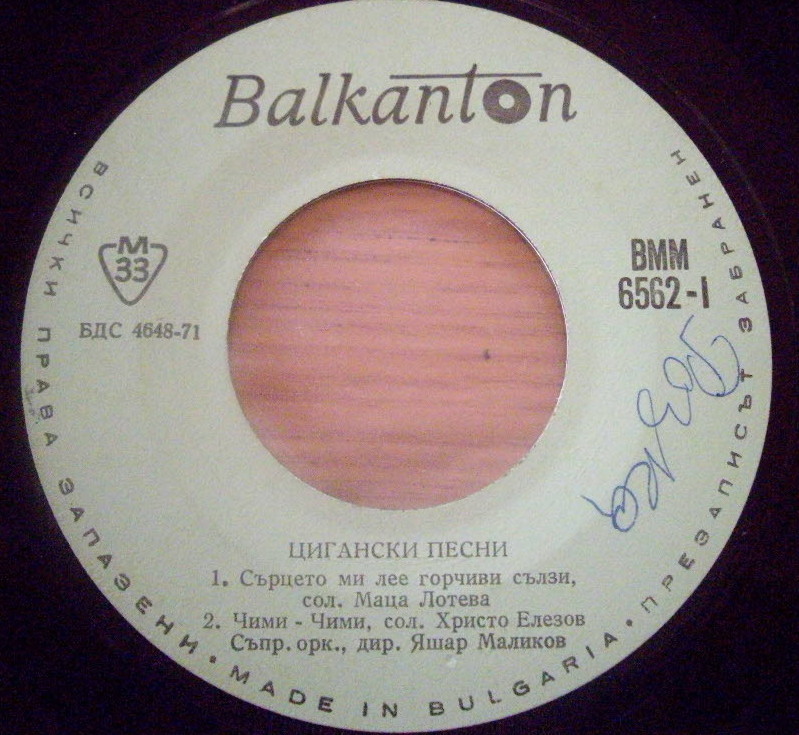 Balkanton
M
33
БДС 4648-71
ВММ
6562-I
ЦИГАНСКИ ПЕСНИ
1. Сърцето ми лее горчиви сълзи,
сол. Маца Лотева
2. Чими - Чими, сол. Христо Елезов
Съпр. орк., дир. Яшар Маликов
ВСИЧКИ ПРАВА ЗАПАЗЕНИ • MADE IN BULGARIA • ПРЕЗАПИСЪТ ЗАБРАНЕН